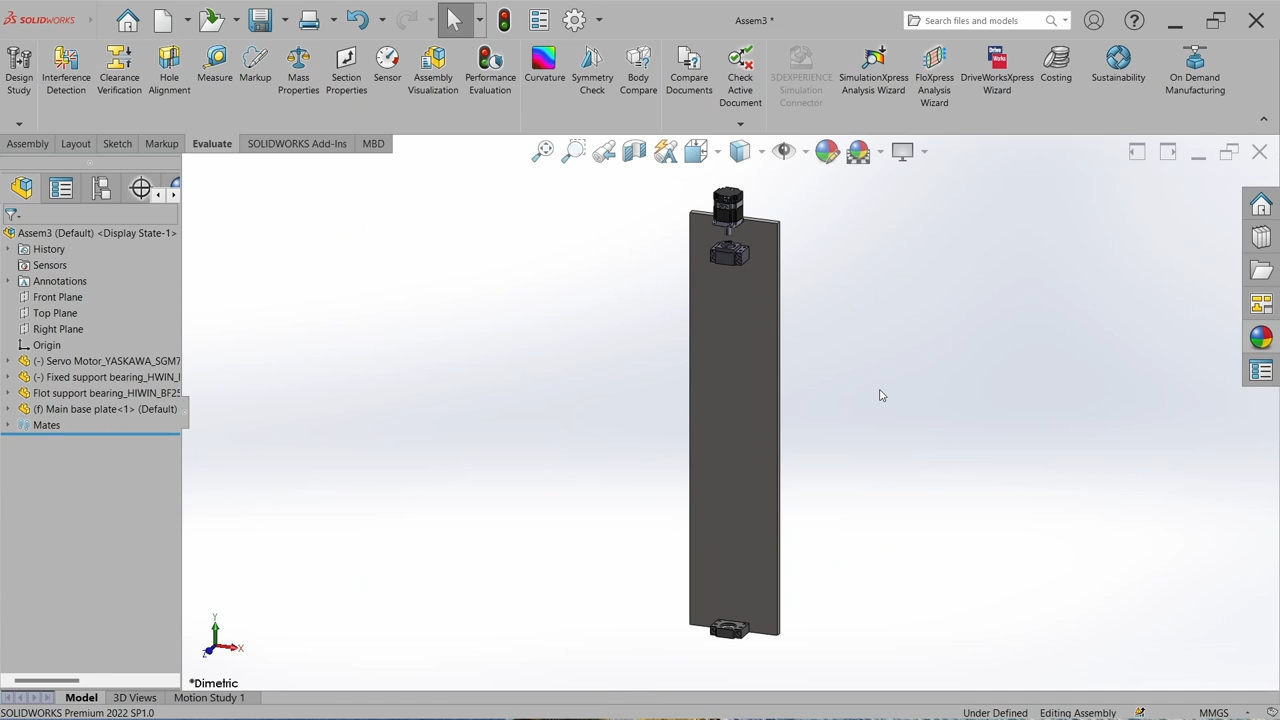 SOLIDWORKS
Assem3 *
Search files and models
Design Study
Interference Detection
Clearance Verification
Hole Alignment
Measure
Markup
Mass Properties
Section Properties
Sensor
Assembly Visualization
Performance Evaluation
Curvature
Symmetry Check
Body Compare
Compare Documents
Check Active Document
3DEXPERIENCE Simulation Connector
SimulationXpress Analysis Wizard
FloXpress Analysis Wizard
DriveWorksXpress Wizard
Costing
Sustainability
On Demand Manufacturing
Assembly
Layout
Sketch
Markup
Evaluate
SOLIDWORKS Add-Ins
MBD
Assem3 (Default) <Display State-1>
History
Sensors
Annotations
Front Plane
Top Plane
Right Plane
Origin
(-) Servo Motor_YASKAWA_SGM7
(-) Fixed support bearing_HWIN_
Flot support bearing_HIWIN_BF25
(f) Main base plate<1> (Default)
Mates
Y
X
Z
*Dimetric
Model
3D Views
Motion Study 1
SOLIDWORKS Premium 2022 SP1.0
Under Defined
Editing Assembly
MMGS